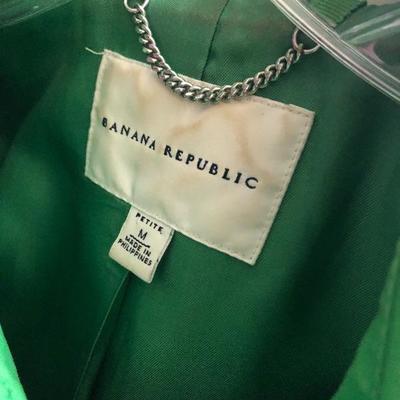 BANANA REPUBLIC
PETITE
M
MADE IN
PHILIPPINES